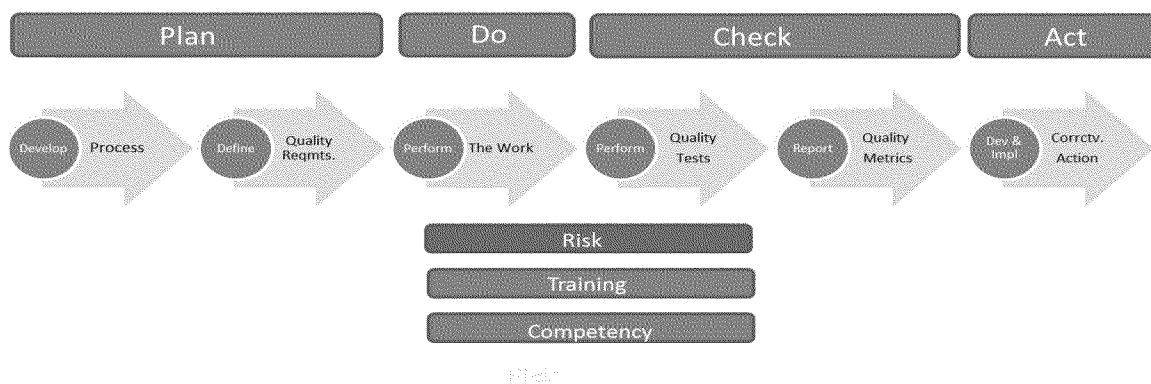 Plan
Do
Check
Act
Develop
Process
Define
Quality
Reqmts.
Perform
The Work
Perform
Quality
Tests
Report
Quality
Metrics
Dev &
Impl
Corrctv.
Action
Risk
Training
Competency